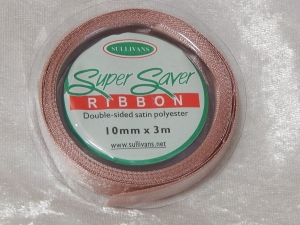 SULLIVANS
Super Saver
RIBBON
Double-sided satin polyester
10mm x 3m
www.sullivans.net